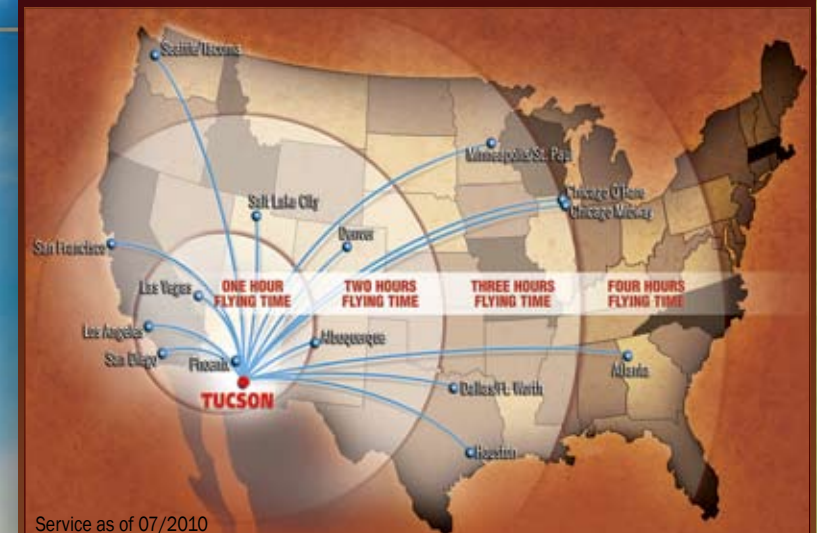 Seattle/Tacoma
Minneapolis/St. Paul
Salt Lake City
Chicago O'Hare
Chicago Midway
Denver
San Francisco
Las Vegas
ONE HOUR
FLYING TIME
TWO HOURS
FLYING TIME
THREE HOURS
FLYING TIME
FOUR HOURS
FLYING TIME
Los Angeles
Albuquerque
San Diego
Phoenix
Atlanta
TUCSON
Dallas/Ft. Worth
Houston
Service as of 07/2010